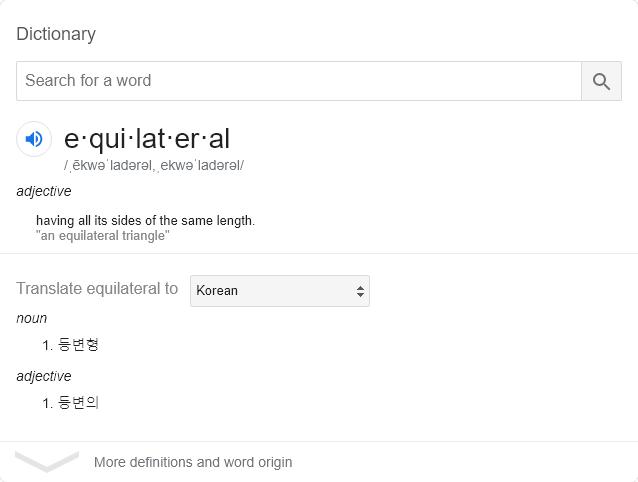 Dictionary
Search for a word
e·qui·lat·er·al
/ˌēkwəˈladərəl,ˌekwəˈladərəl/
adjective
having all its sides of the same length.
"an equilateral triangle"
Translate equilateral to Korean
noun
1. 등변형
adjective
1. 등변의
More definitions and word origin